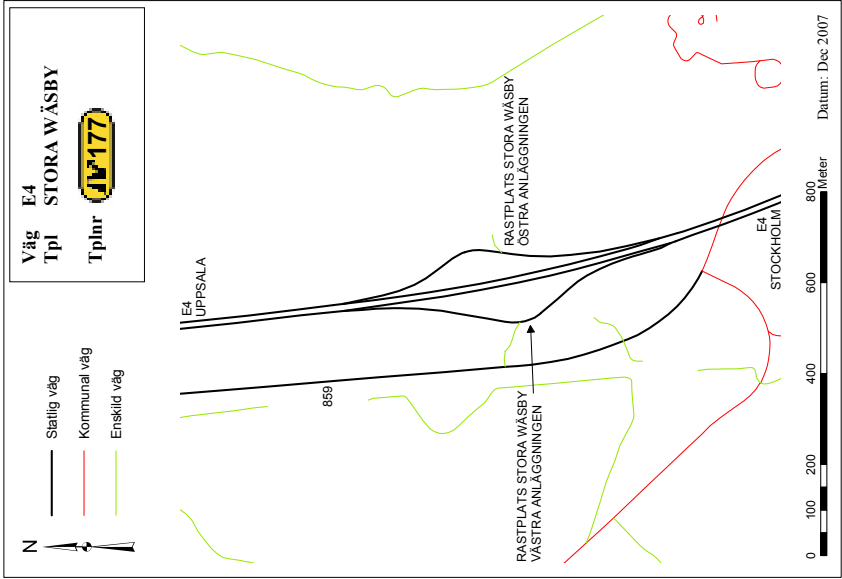 Väg E4
Tpl STORA WÄSBY
Tplnr 177
N
Statlig väg
Kommunal väg
Enskild väg
E4
UPPSALA
859
RASTPLATS STORA WÄSBY
ÖSTRA ANLÄGGNINGEN
RASTPLATS STORA WÄSBY
VÄSTRA ANLÄGGNINGEN
E4
STOCKHOLM
0 100 200 400 600 800
Meter
Datum: Dec 2007